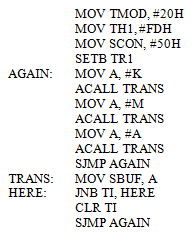 MOV TMOD, #20H
MOV TH1, #FDH
MOV SCON, #50H
SETB TR1
AGAIN: MOV A, #K
ACALL TRANS
MOV A, #M
ACALL TRANS
MOV A, #A
ACALL TRANS
SJMP AGAIN
TRANS: MOV SBUF, A
HERE: JNB TI, HERE
CLR TI
SJMP AGAIN